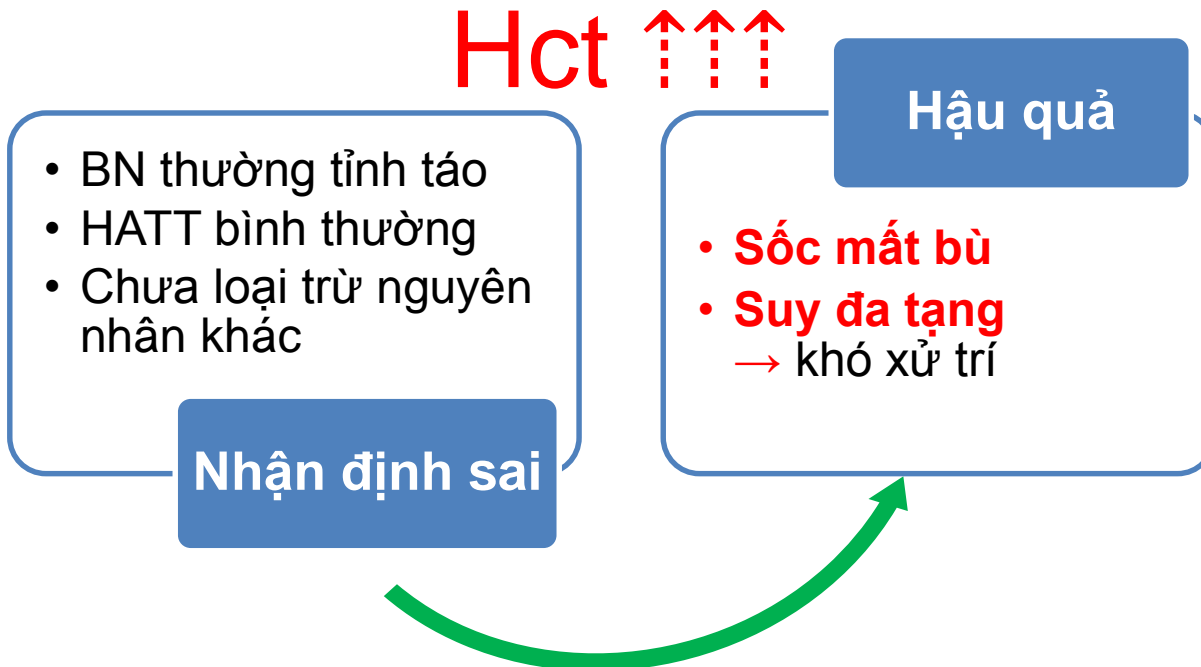 Hct ⇡⇡⇡
• BN thường tỉnh táo
• HATT bình thường
• Chưa loại trừ nguyên
nhân khác
Nhận định sai
Hậu quả
• Sốc mất bù
• Suy đa tạng
→ khó xử trí